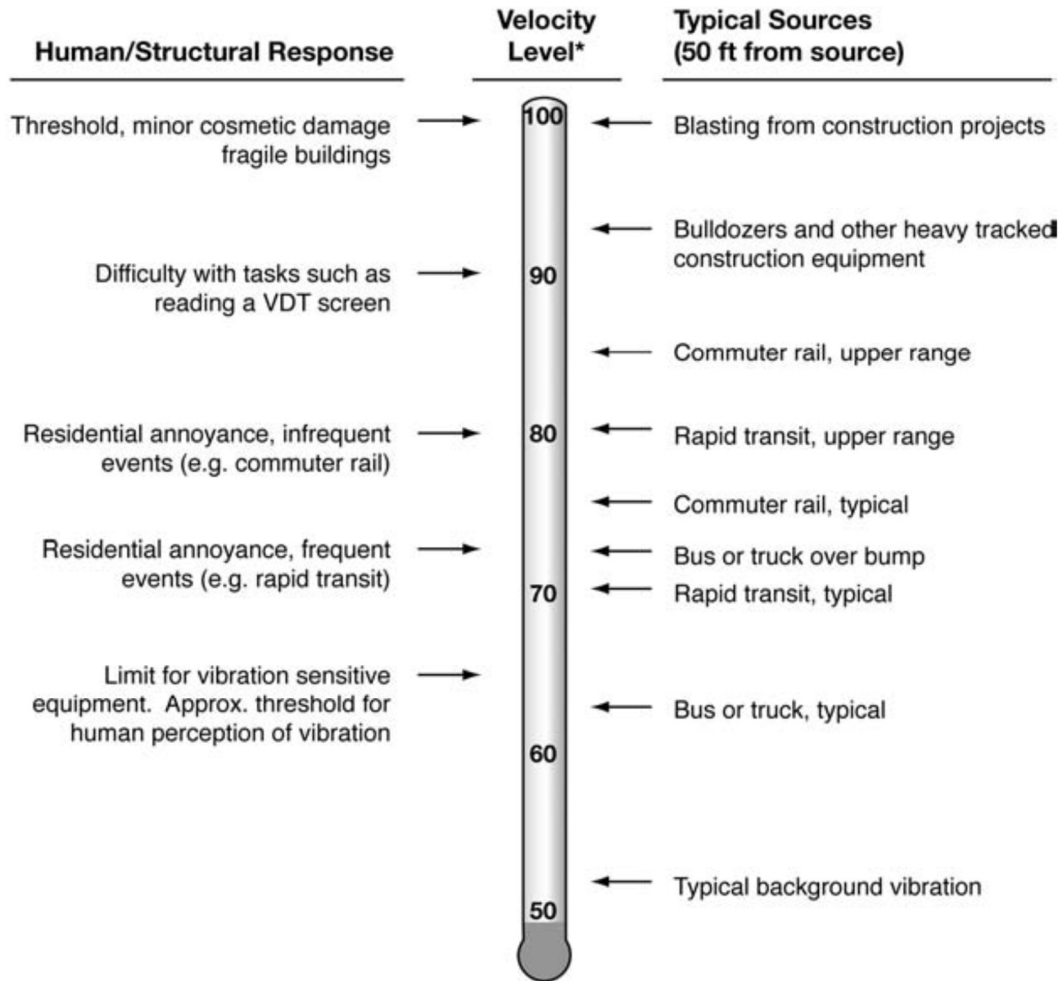 Human/Structural Response
Velocity
Level*
Typical Sources
(50 ft from source)
Threshold, minor cosmetic damage
fragile buildings
100
Blasting from construction projects
Bulldozers and other heavy tracked
construction equipment
Difficulty with tasks such as
reading a VDT screen
90
Commuter rail, upper range
Residential annoyance, infrequent
events (e.g. commuter rail)
80
Rapid transit, upper range
Commuter rail, typical
Residential annoyance, frequent
events (e.g. rapid transit)
Bus or truck over bump
70
Rapid transit, typical
Limit for vibration sensitive
equipment. Approx. threshold for
human perception of vibration
Bus or truck, typical
60
Typical background vibration
50